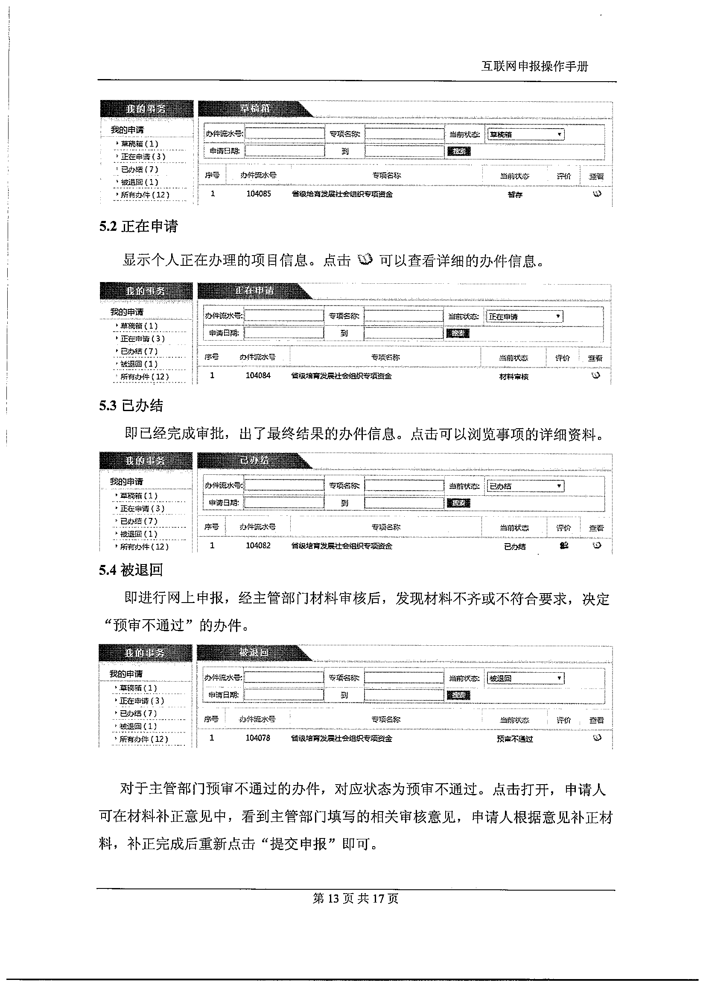 互联网申报操作手册
我的事务 草稿箱
我的申请
草稿箱(1)
正在申请(3)
已办结(7)
被退回(1)
所有办件(12)
办件流水号: 专项名称: 当前状态: 草稿箱
申请日期: 到 搜索
序号 办件流水号 专项名称 当前状态 评价 查看
1 104085 省级培育发展社会组织专项资金 暂存
5.2 正在申请
显示个人正在办理的项目信息。点击 可以查看详细的办件信息。
我的事务 正在申请
我的申请
草稿箱(1)
正在申请(3)
已办结(7)
被退回(1)
所有办件(12)
办件流水号: 专项名称: 当前状态: 正在申请
申请日期: 到 搜索
序号 办件流水号 专项名称 当前状态 评价 查看
1 104084 省级培育发展社会组织专项资金 材料审核
5.3 已办结
即已经完成审批，出了最终结果的办件信息。点击可以浏览事项的详细资料。
我的事务 已办结
我的申请
草稿箱(1)
正在申请(3)
已办结(7)
被退回(1)
所有办件(12)
办件流水号: 专项名称: 当前状态: 已办结
申请日期: 到 搜索
序号 办件流水号 专项名称 当前状态 评价 查看
1 104082 省级培育发展社会组织专项资金 已办结
5.4 被退回
即进行网上申报，经主管部门材料审核后，发现材料不齐或不符合要求，决定
“预审不通过”的办件。
我的事务 被退回
我的申请
草稿箱(1)
正在申请(3)
已办结(7)
被退回(1)
所有办件(12)
办件流水号: 专项名称: 当前状态: 被退回
申请日期: 到 搜索
序号 办件流水号 专项名称 当前状态 评价 查看
1 104078 省级培育发展社会组织专项资金 预审不通过
对于主管部门预审不通过的办件，对应状态为预审不通过。点击打开，申请人
可在材料补正意见中，看到主管部门填写的相关审核意见，申请人根据意见补正材
料，补正完成后重新点击“提交申报”即可。
第 13 页 共 17 页